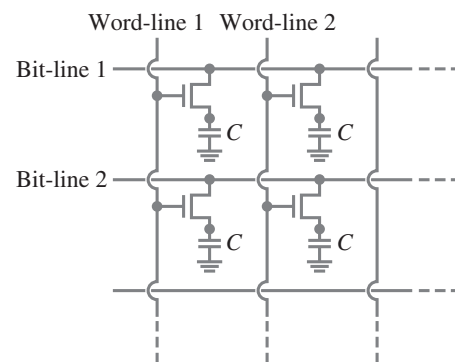 Word-line 1 Word-line 2
Bit-line 1
C C
Bit-line 2
C C